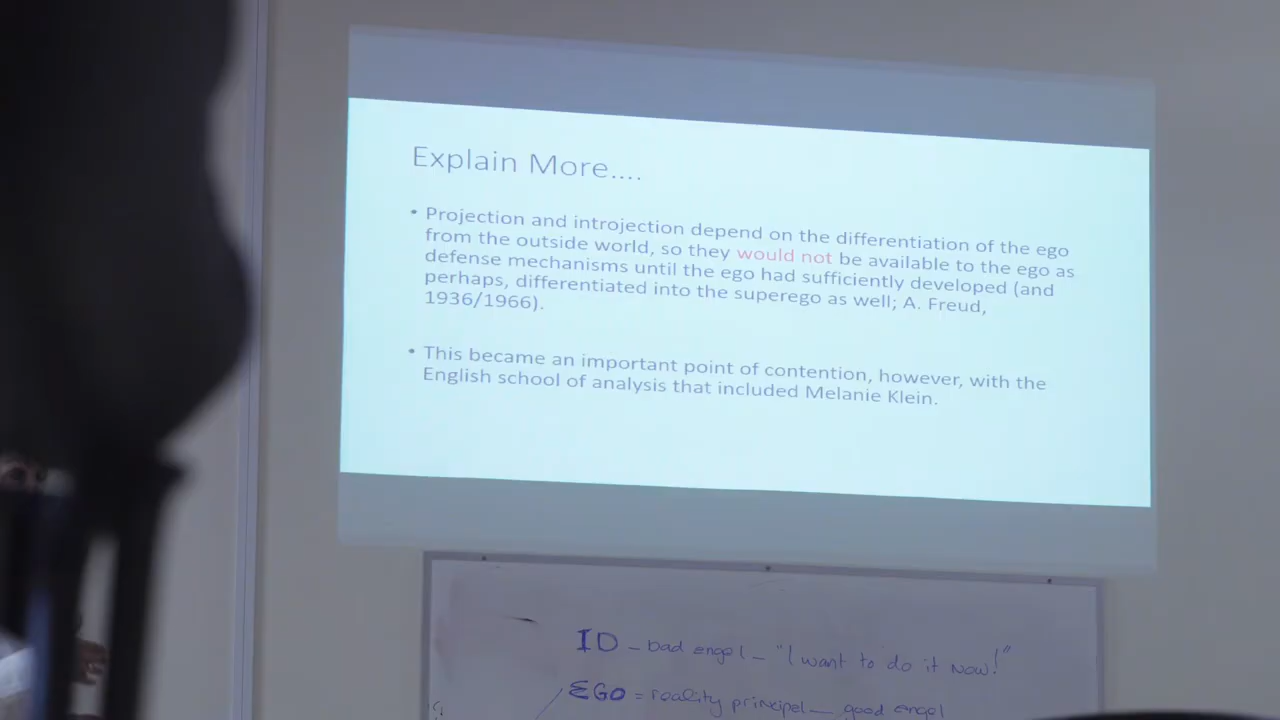 Explain More....
• Projection and introjection depend on the differentiation of the ego
from the outside world, so they would not be available to the ego as
defense mechanisms until the ego had sufficiently developed (and
perhaps, differentiated into the superego as well; A. Freud,
1936/1966).
• This became an important point of contention, however, with the
English school of analysis that included Melanie Klein.
ID – bad engel – "I want to do it now!"
EGO = reality principel – good engel